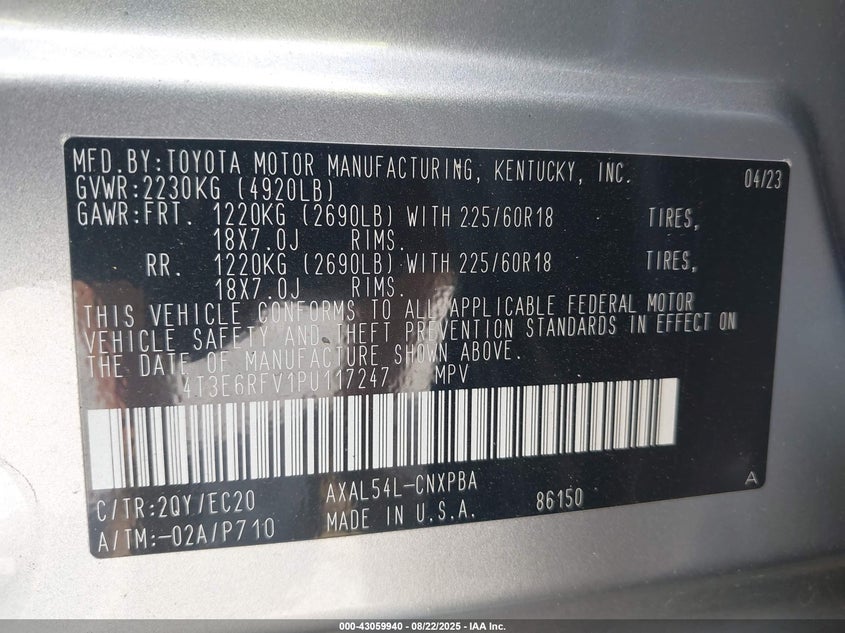 MFD.BY:TOYOTA MOTOR MANUFACTURING, KENTUCKY, INC. 04/23
GVWR:2230KG (4920LB)
GAWR:FRT. 1220KG (2690LB) WITH 225/60R18 TIRES,
18X7.0J RIMS.
RR. 1220KG (2690LB) WITH 225/60R18 TIRES,
18X7.0J RIMS.
THIS VEHICLE CONFORMS TO ALL APPLICABLE FEDERAL MOTOR
VEHICLE SAFETY AND THEFT PREVENTION STANDARDS IN EFFECT ON
THE DATE OF MANUFACTURE SHOWN ABOVE.
4T3E6RFV1PU117247 MPV
C/TR:2QY/EC20 AXAL54L-CNXPBA A
A/TM:-02A/P710 MADE IN U.S.A. 86150
000-43059940 - 08/22/2025 - IAA Inc.